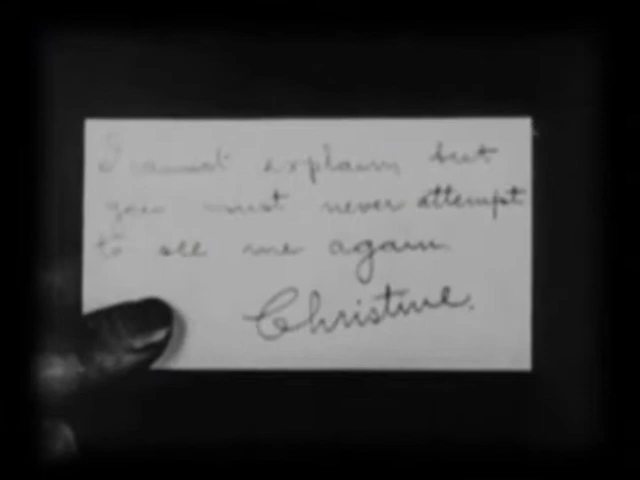 I cannot explain but
you must never attempt
to see me again.
Christine.